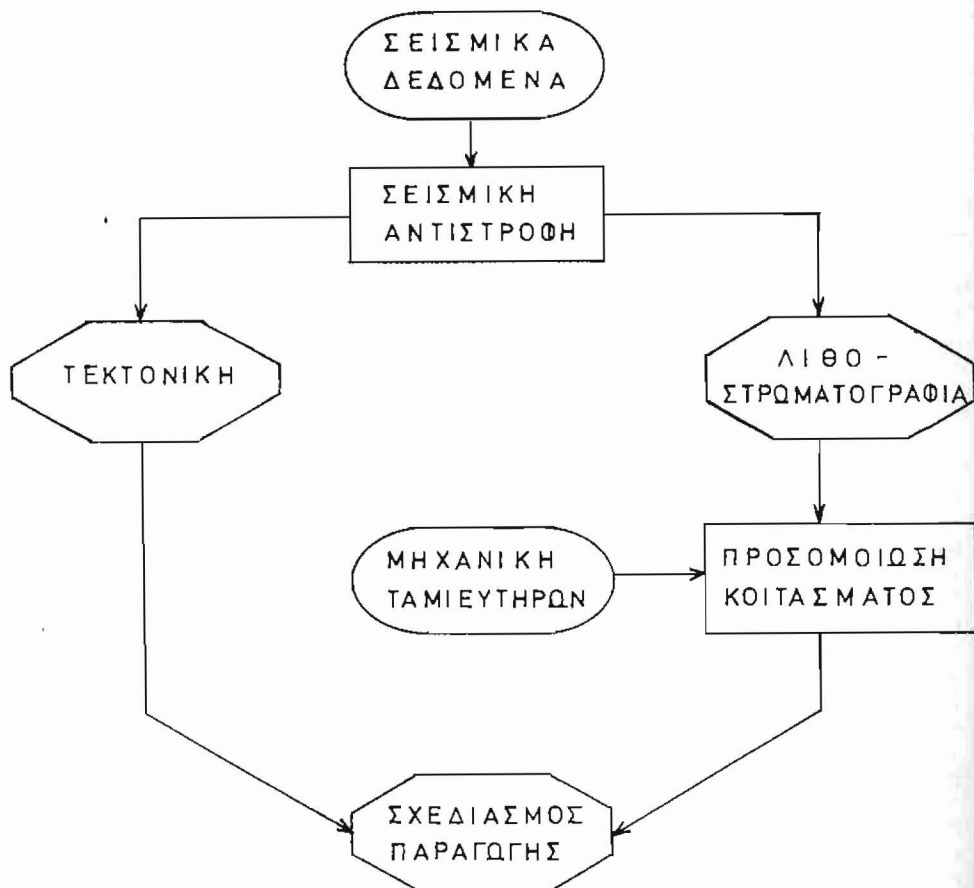 ΣΕΙΣΜΙΚΑ
ΔΕΔΟΜΕΝΑ
ΣΕΙΣΜΙΚΗ
ΑΝΤΙΣΤΡΟΦΗ
ΤΕΚΤΟΝΙΚΗ
ΛΙΘΟ -
ΣΤΡΩΜΑΤΟΓΡΑΦΙΑ
ΜΗΧΑΝΙΚΗ
ΤΑΜΙΕΥΤΗΡΩΝ
ΠΡΟΣΟΜΟΙΩΣΗ
ΚΟΙΤΑΣΜΑΤΟΣ
ΣΧΕΔΙΑΣΜΟΣ
ΠΑΡΑΓΩΓΗΣ